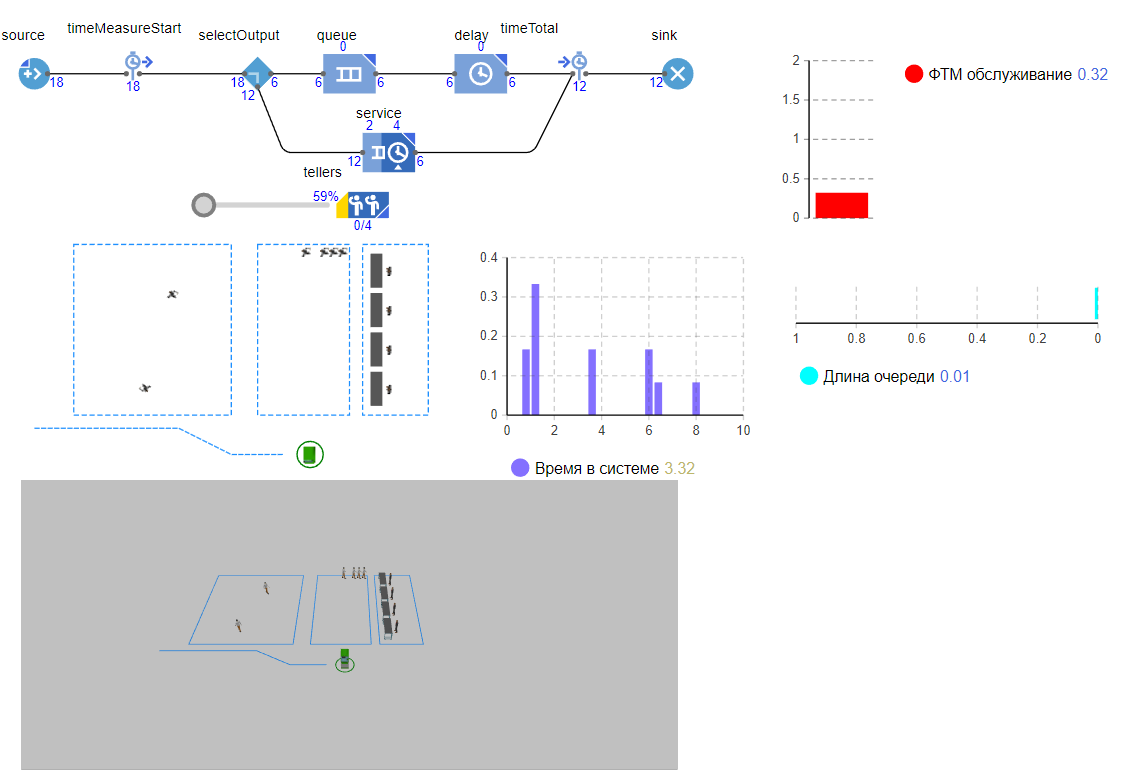 source timeMeasureStart selectOutput queue delay timeTotal sink
0 0
18 18 18 6 6 6 6 6 12 12
12
service
2 4
12 6
tellers
59%
0/4
2
1.5
1
0.5
0
ФТМ обслуживание 0.32
0.4
0.3
0.2
0.1
0
0 2 4 6 8 10
Время в системе 3.32
1 0.8 0.6 0.4 0.2 0
Длина очереди 0.01